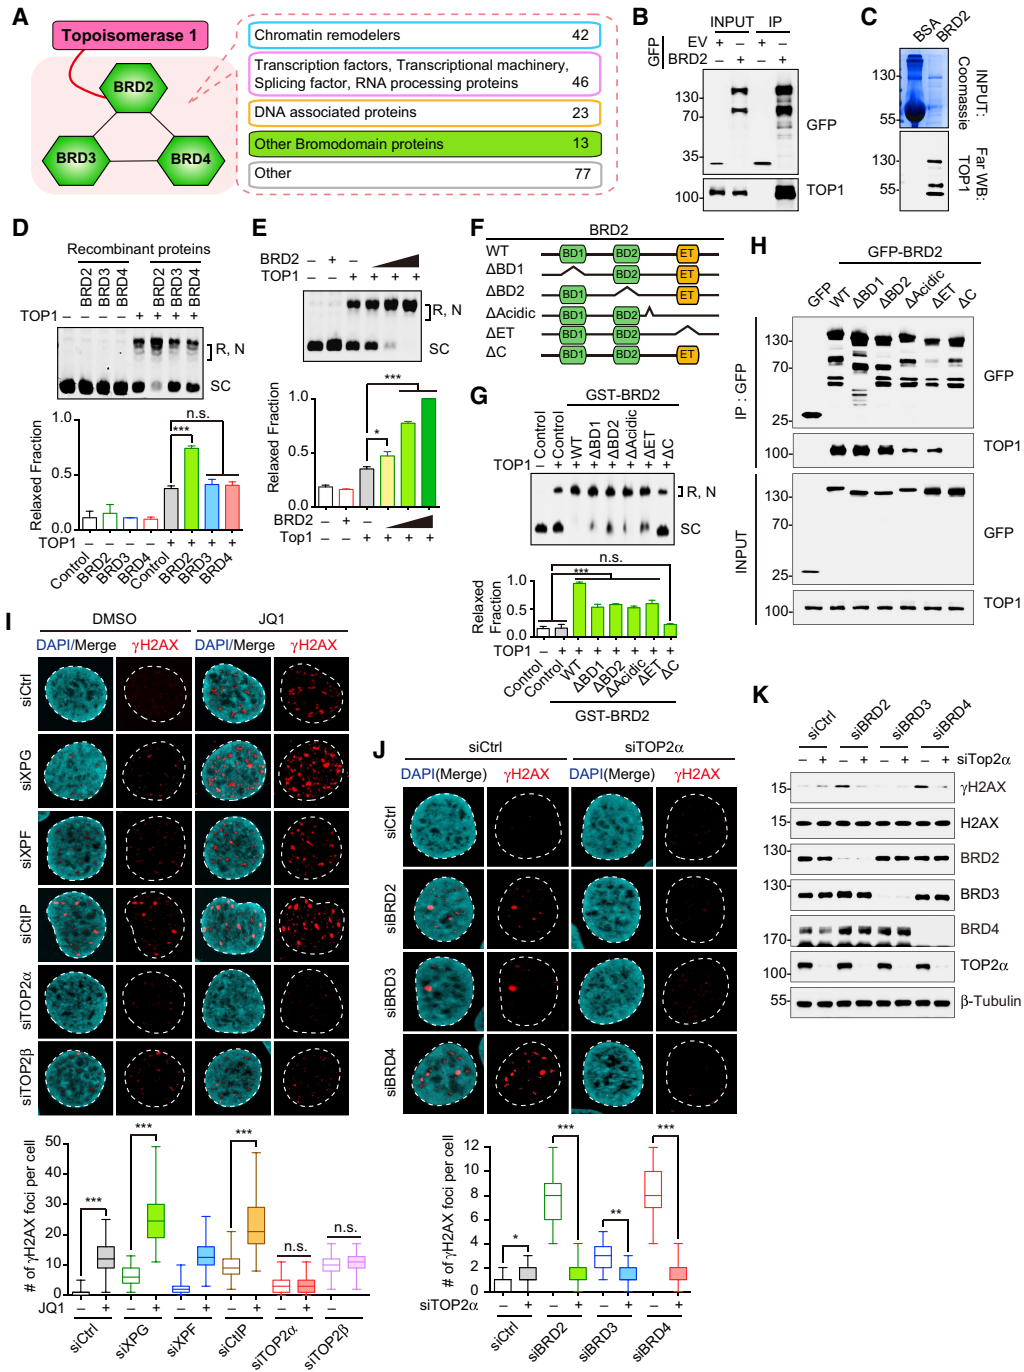 A
Topoisomerase 1
BRD2
BRD3
BRD4
Chromatin remodelers 42
Transcription factors, Transcriptional machinery,
Splicing factor, RNA processing proteins 46
DNA associated proteins 23
Other Bromodomain proteins 13
Other 77
B
INPUT IP
GFP
EV + – + –
BRD2 – + – +
130
70
35
GFP
100
TOP1
C
BSA
BRD2
130
55
INPUT:
Coomassie
130
55
Far WB:
TOP1
D
Recombinant proteins
– BRD2 BRD3 BRD4 – BRD2 BRD3 BRD4
TOP1 – – – – + + + +
R, N
SC
Relaxed Fraction
1.0
0.5
0.0
n.s.
***
TOP1 – – – – + + + +
Control BRD2 BRD3 BRD4 Control BRD2 BRD3 BRD4
E
BRD2 – + –
TOP1 – – + + + +
R, N
SC
Relaxed Fraction
1.0
0.5
0.0
***
*
BRD2 – + –
Top1 – – + + + +
F
BRD2
WT BD1 BD2 ET
ΔBD1 BD2 ET
ΔBD2 BD1 ET
ΔAcidic BD1 BD2
ΔET BD1 BD2
ΔC BD1 BD2 ET
G
GST-BRD2
Control Control WT ΔBD1 ΔBD2 ΔAcidic ΔET ΔC
TOP1 – + + + + + + +
R, N
SC
Relaxed
Fraction
1.0
0.5
0.0
n.s.
***
TOP1 – + + + + + + +
Control Control WT ΔBD1 ΔBD2 ΔAcidic ΔET ΔC
GST-BRD2
H
GFP-BRD2
GFP WT ΔBD1 ΔBD2 ΔAcidic ΔET ΔC
IP : GFP
130
70
25
GFP
100
TOP1
INPUT
130
70
25
GFP
100
TOP1
I
DMSO JQ1
DAPI/Merge γH2AX DAPI/Merge γH2AX
siCtrl
siXPG
siXPF
siCtIP
siTOP2α
siTOP2β
# of γH2AX foci per cell
50
40
30
20
10
0
*** *** *** n.s. n.s.
JQ1 – + – + – + – + – + – +
siCtrl siXPG siXPF siCtIP siTOP2α siTOP2β
J
siCtrl siTOP2α
DAPI(Merge) γH2AX DAPI(Merge) γH2AX
siCtrl
siBRD2
siBRD3
siBRD4
# of γH2AX foci per cell
12
10
8
6
4
2
0
* *** ** ***
siTOP2α – + – + – + – +
siCtrl siBRD2 siBRD3 siBRD4
K
siCtrl siBRD2 siBRD3 siBRD4
– + – + – + – + siTop2α
15 γH2AX
15 H2AX
130 BRD2
130 BRD3
170 BRD4
100 TOP2α
55 β-Tubulin